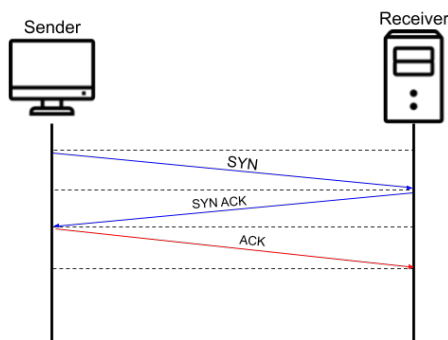 Sender
Receiver
SYN
SYN ACK
ACK